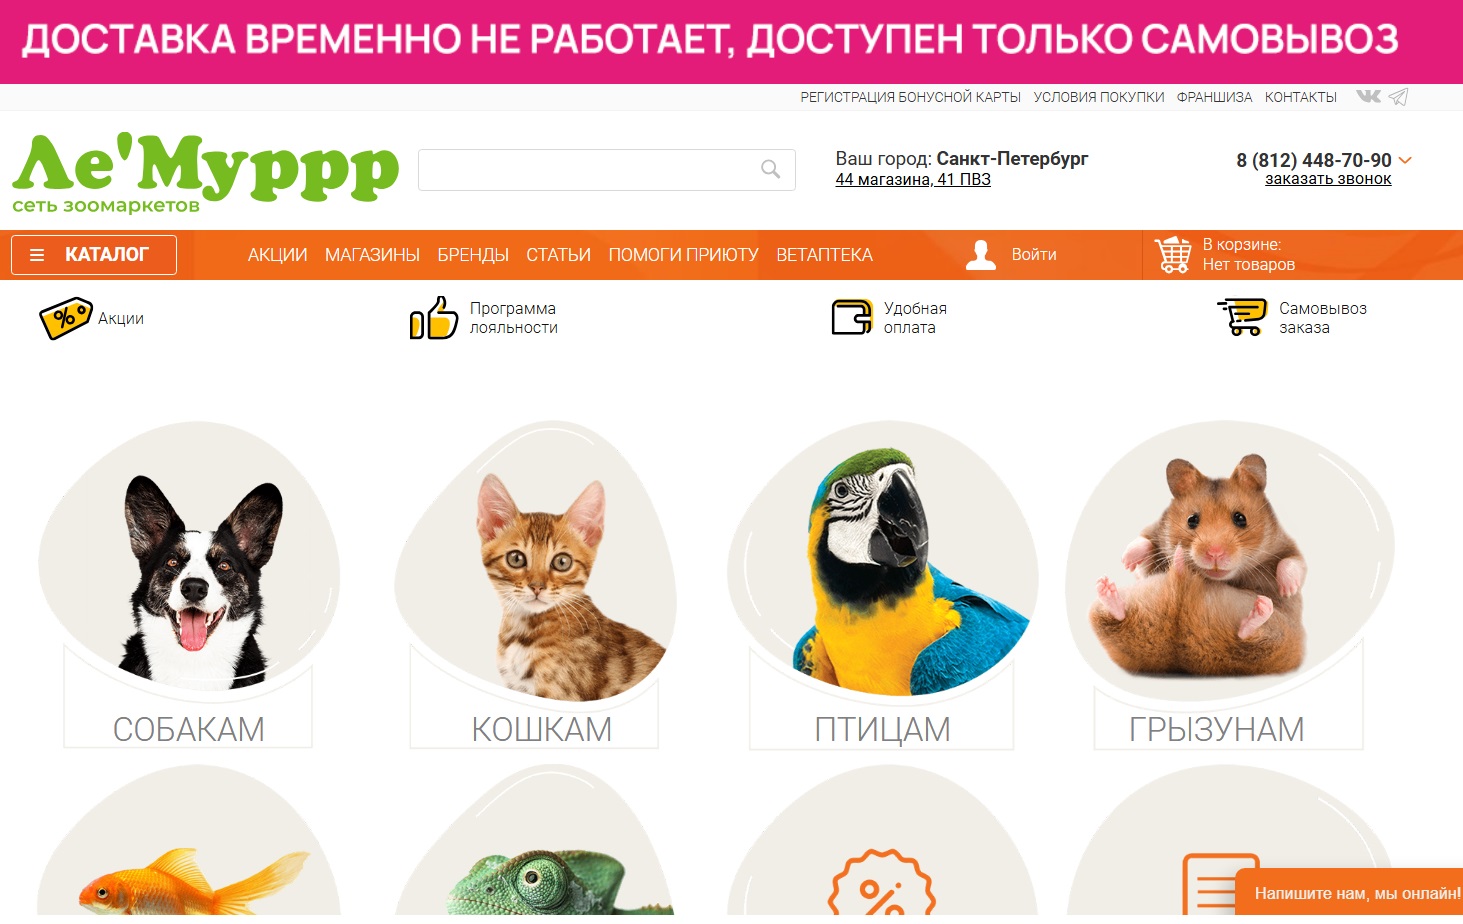 ДОСТАВКА ВРЕМЕННО НЕ РАБОТАЕТ, ДОСТУПЕН ТОЛЬКО САМОВЫВОЗ
РЕГИСТРАЦИЯ БОНУСНОЙ КАРТЫ УСЛОВИЯ ПОКУПКИ ФРАНШИЗА КОНТАКТЫ
Ле'Муррр
сеть зоомаркетов
Ваш город: Санкт-Петербург
44 магазина, 41 ПВЗ
8 (812) 448-70-90
заказать звонок
КАТАЛОГ
АКЦИИ МАГАЗИНЫ БРЕНДЫ СТАТЬИ ПОМОГИ ПРИЮТУ ВЕТАПТЕКА
Войти
В корзине:
Нет товаров
%
Акции
Программа
лояльности
Удобная
оплата
Самовывоз
заказа
СОБАКАМ
КОШКАМ
ПТИЦАМ
ГРЫЗУНАМ
%
Напишите нам, мы онлайн!